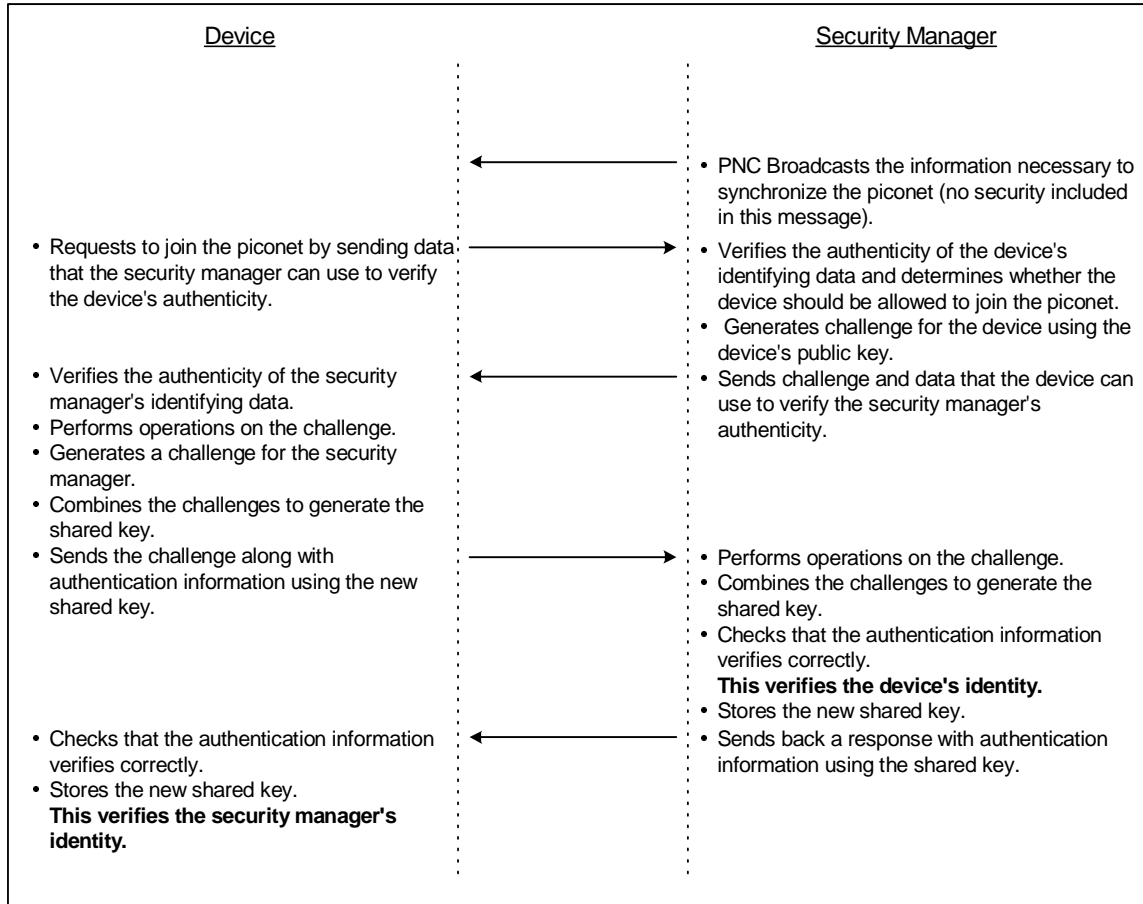 Device
Security Manager
• PNC Broadcasts the information necessary to
synchronize the piconet (no security included
in this message).
• Requests to join the piconet by sending data
that the security manager can use to verify
the device's authenticity.
• Verifies the authenticity of the device's
identifying data and determines whether the
device should be allowed to join the piconet.
• Generates challenge for the device using the
device's public key.
• Sends challenge and data that the device can
use to verify the security manager's
authenticity.
• Verifies the authenticity of the security
manager's identifying data.
• Performs operations on the challenge.
• Generates a challenge for the security
manager.
• Combines the challenges to generate the
shared key.
• Sends the challenge along with
authentication information using the new
shared key.
• Performs operations on the challenge.
• Combines the challenges to generate the
shared key.
• Checks that the authentication information
verifies correctly.
This verifies the device's identity.
• Stores the new shared key.
• Sends back a response with authentication
information using the shared key.
• Checks that the authentication information
verifies correctly.
• Stores the new shared key.
This verifies the security manager's
identity.